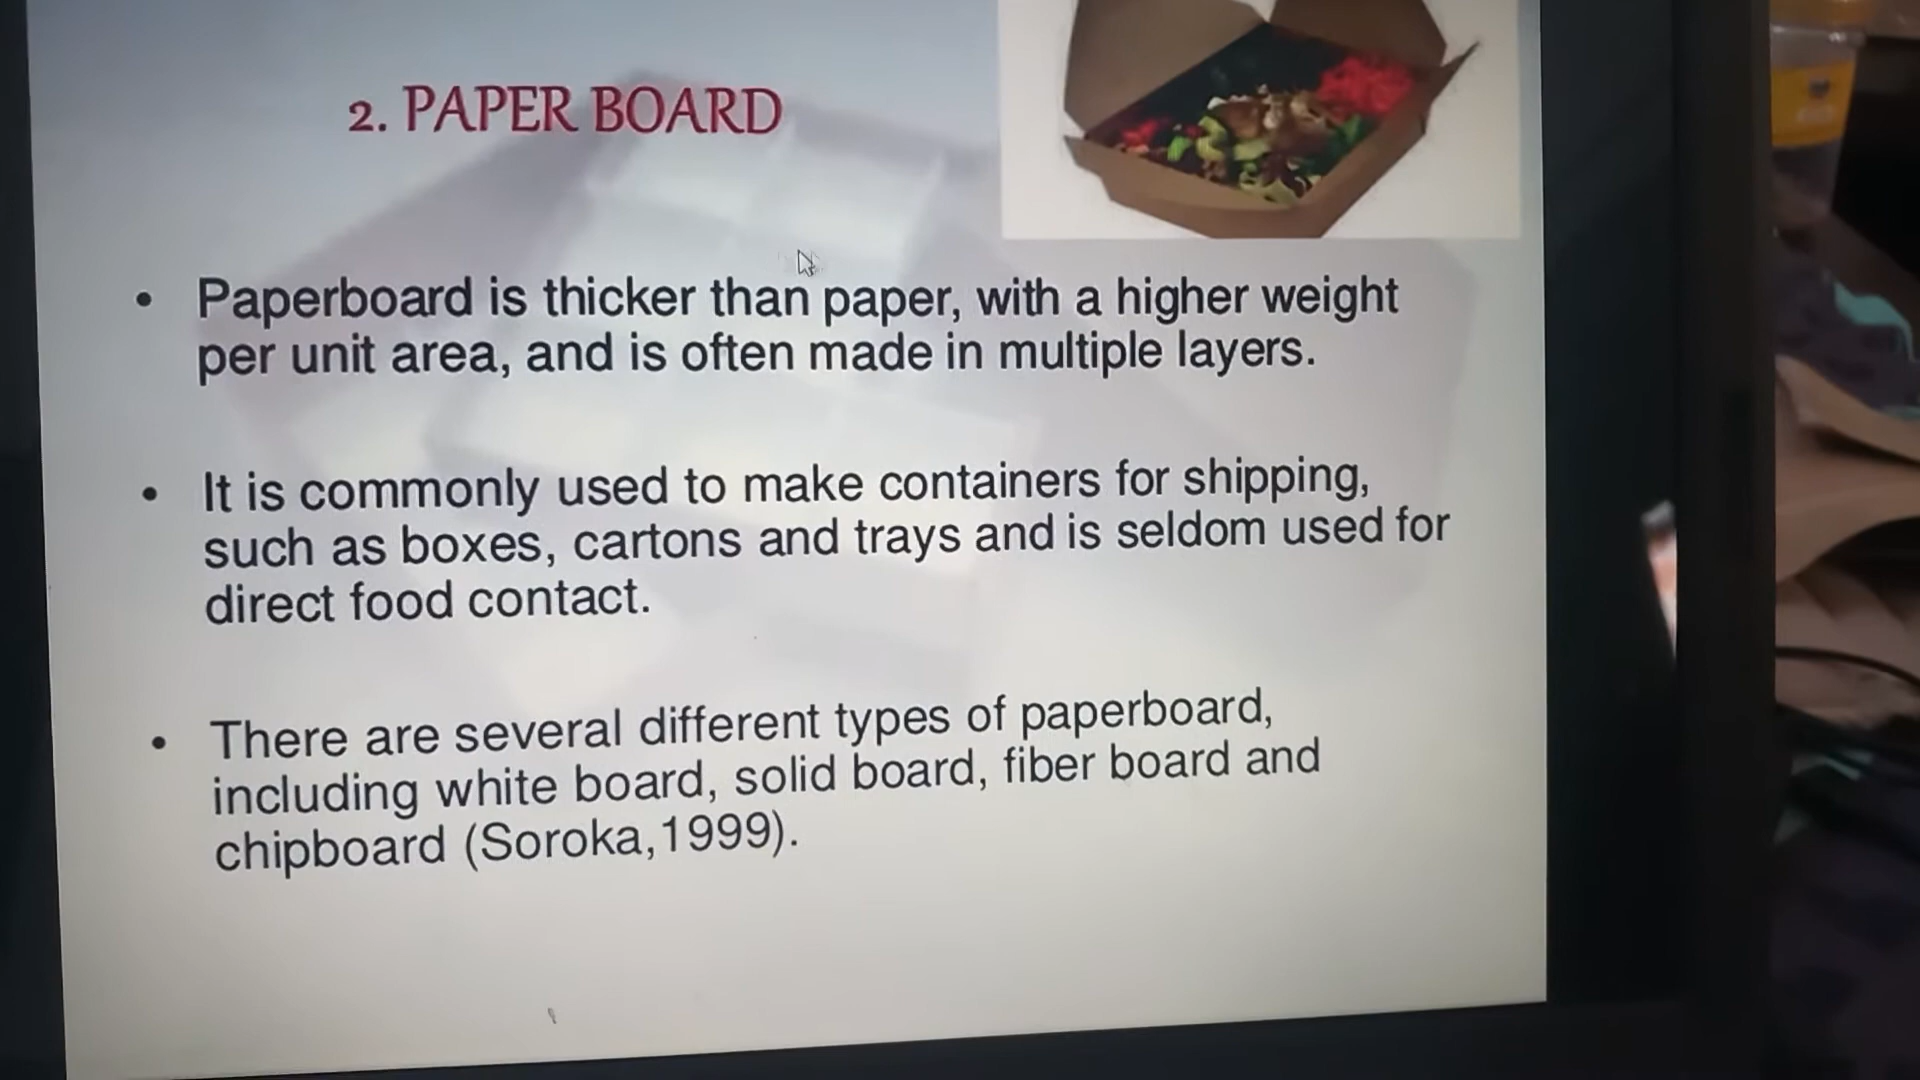 2. PAPER BOARD
• Paperboard is thicker than paper, with a higher weight
per unit area, and is often made in multiple layers.
• It is commonly used to make containers for shipping,
such as boxes, cartons and trays and is seldom used for
direct food contact.
• There are several different types of paperboard,
including white board, solid board, fiber board and
chipboard (Soroka,1999).